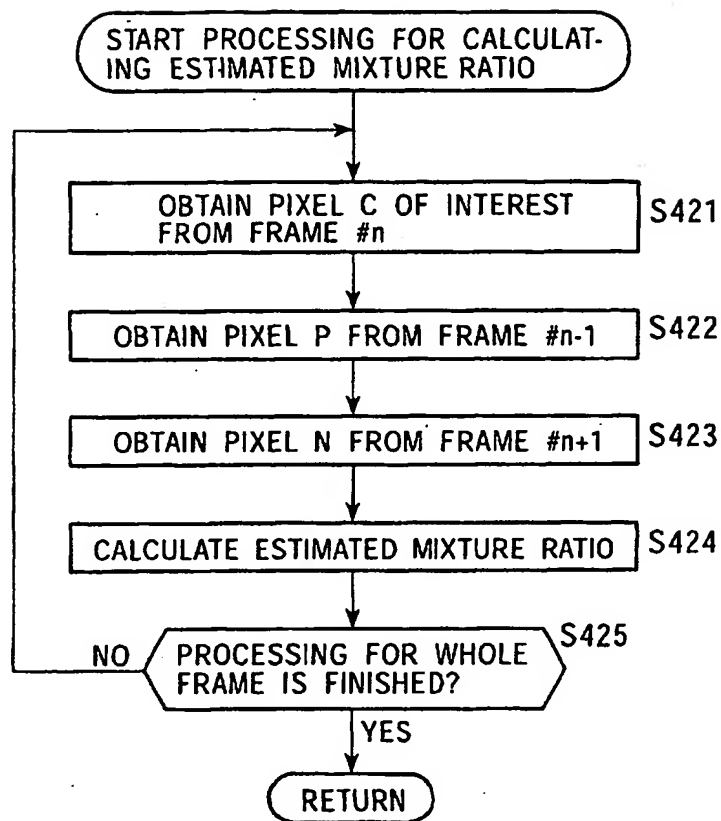 START PROCESSING FOR CALCULAT-
ING ESTIMATED MIXTURE RATIO
OBTAIN PIXEL C OF INTEREST
FROM FRAME #n
S421
OBTAIN PIXEL P FROM FRAME #n-1
S422
OBTAIN PIXEL N FROM FRAME #n+1
S423
CALCULATE ESTIMATED MIXTURE RATIO
S424
S425
NO
PROCESSING FOR WHOLE
FRAME IS FINISHED?
YES
RETURN